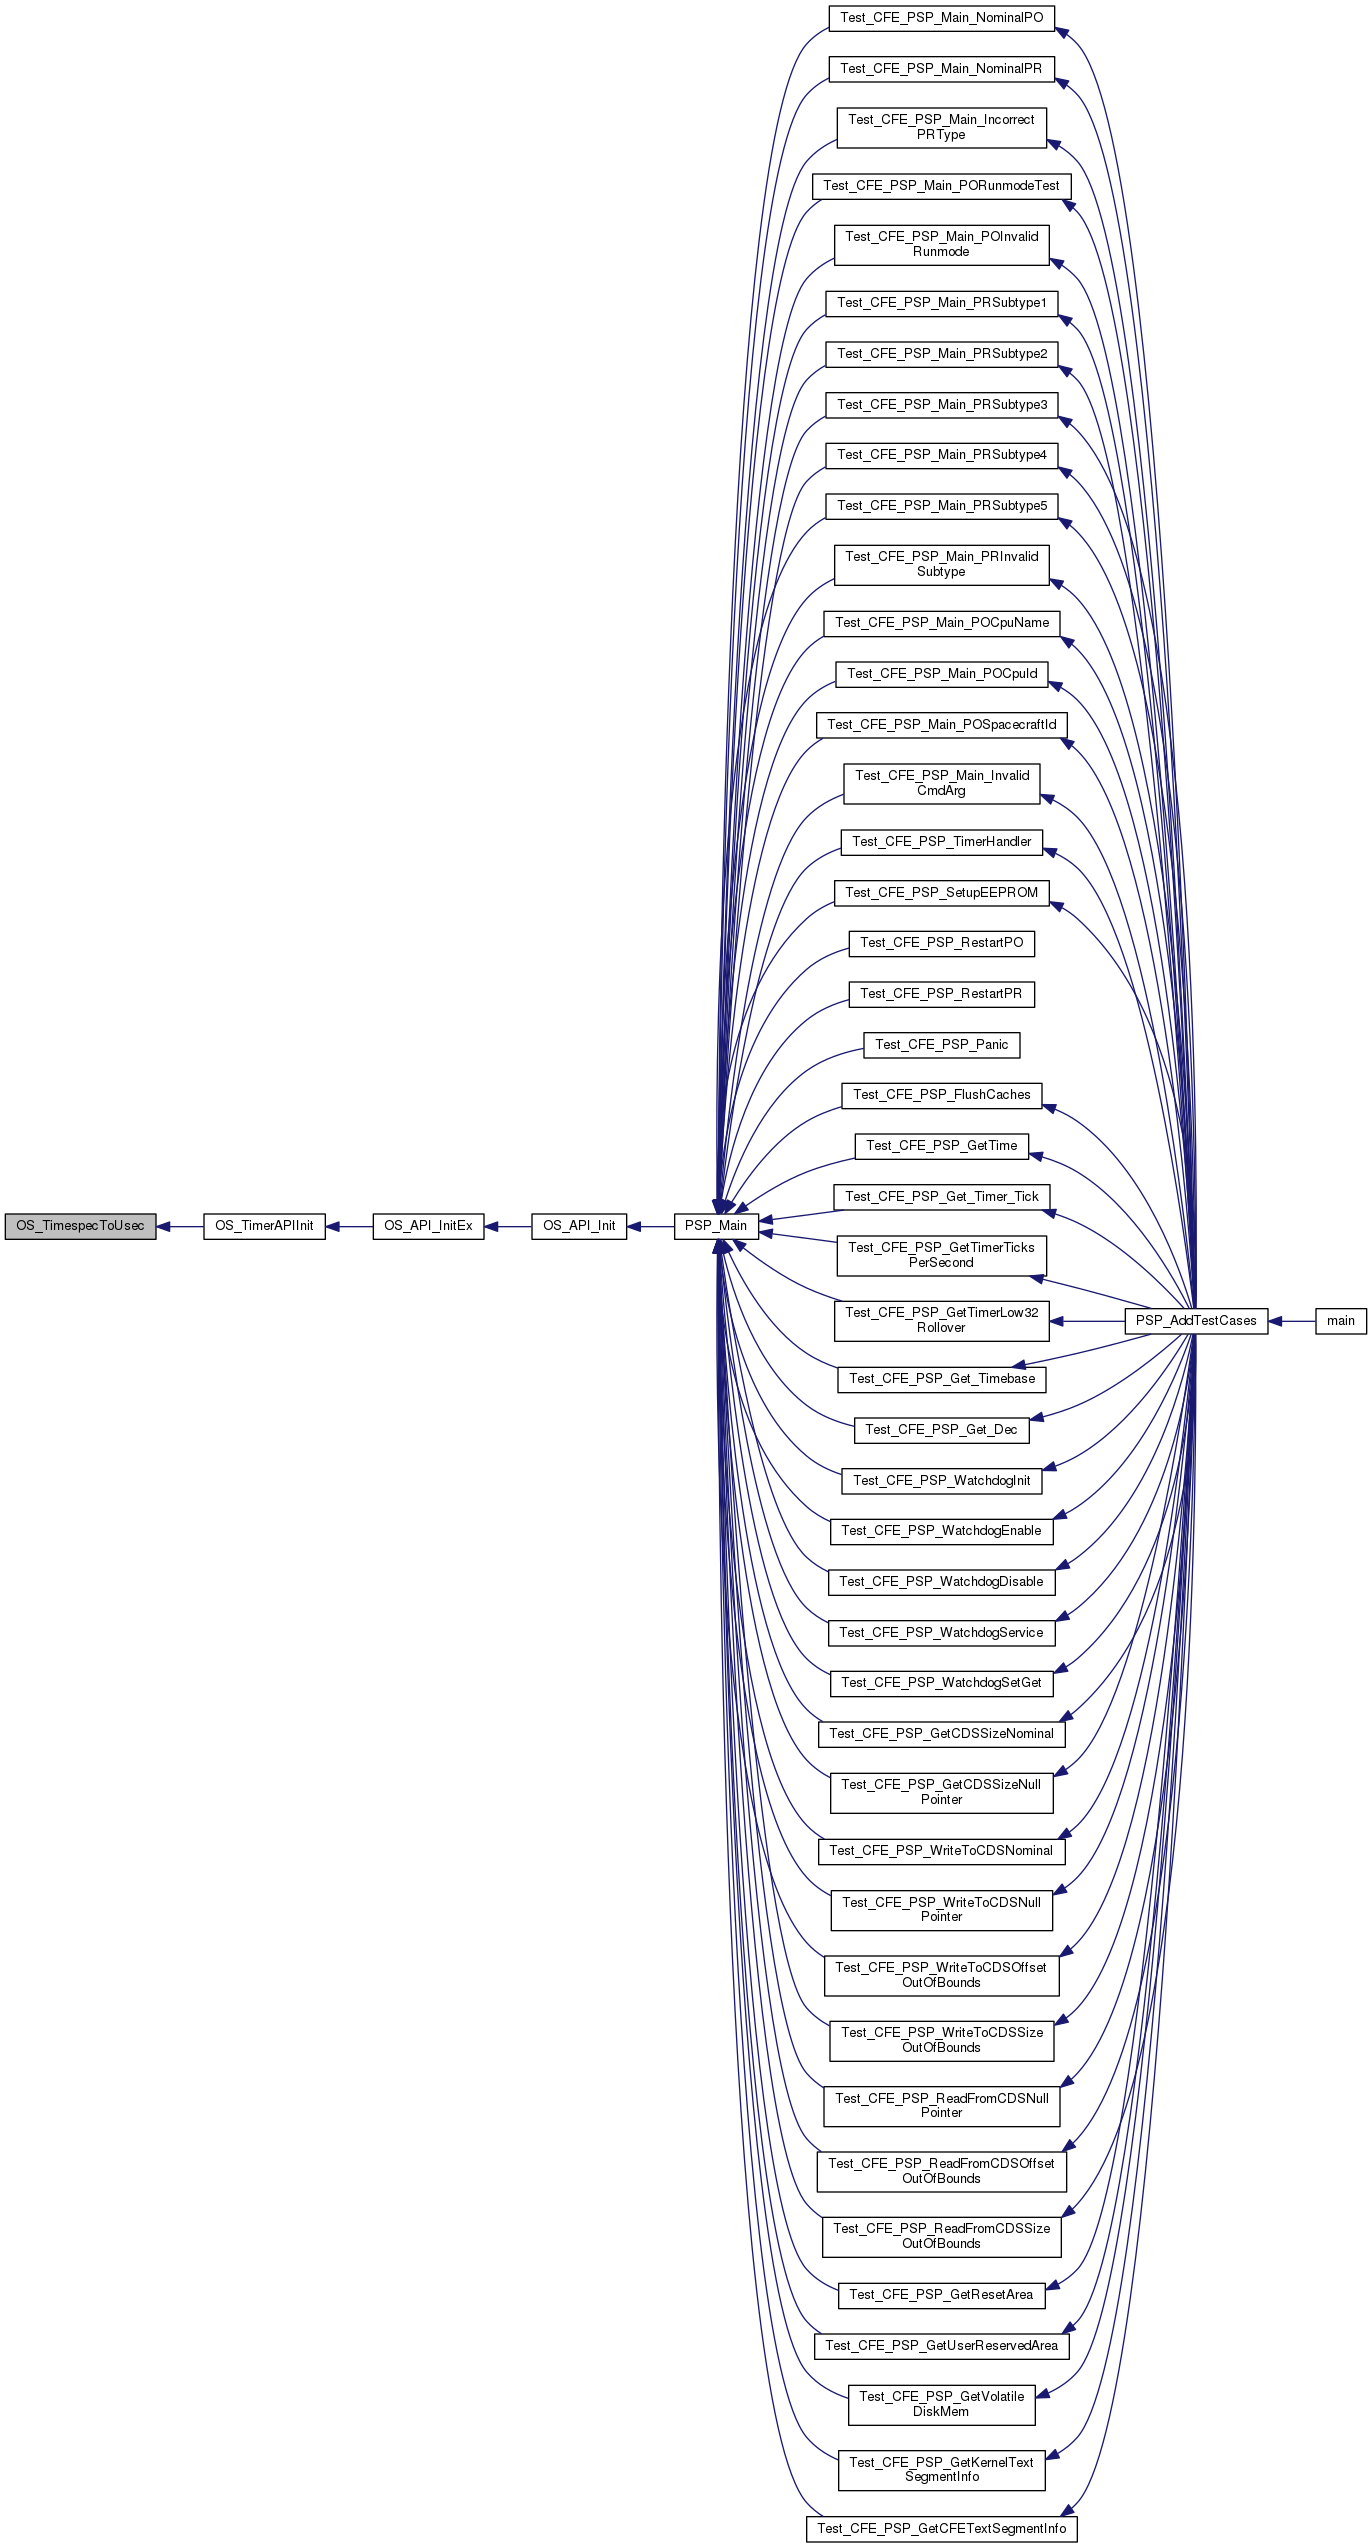 Test_CFE_PSP_Main_NominalPO
Test_CFE_PSP_Main_NominalPR
Test_CFE_PSP_Main_Incorrect
PRType
Test_CFE_PSP_Main_PORunmodeTest
Test_CFE_PSP_Main_POInvalid
Runmode
Test_CFE_PSP_Main_PRSubtype1
Test_CFE_PSP_Main_PRSubtype2
Test_CFE_PSP_Main_PRSubtype3
Test_CFE_PSP_Main_PRSubtype4
Test_CFE_PSP_Main_PRSubtype5
Test_CFE_PSP_Main_PRInvalid
Subtype
Test_CFE_PSP_Main_POCpuName
Test_CFE_PSP_Main_POCpuId
Test_CFE_PSP_Main_POSpacecraftId
Test_CFE_PSP_Main_Invalid
CmdArg
Test_CFE_PSP_TimerHandler
Test_CFE_PSP_SetupEEPROM
Test_CFE_PSP_RestartPO
Test_CFE_PSP_RestartPR
Test_CFE_PSP_Panic
Test_CFE_PSP_FlushCaches
Test_CFE_PSP_GetTime
Test_CFE_PSP_Get_Timer_Tick
OS_TimespecToUsec
OS_TimerAPIInit
OS_API_InitEx
OS_API_Init
PSP_Main
Test_CFE_PSP_GetTimerTicks
PerSecond
Test_CFE_PSP_GetTimerLow32
Rollover
PSP_AddTestCases
main
Test_CFE_PSP_Get_Timebase
Test_CFE_PSP_Get_Dec
Test_CFE_PSP_WatchdogInit
Test_CFE_PSP_WatchdogEnable
Test_CFE_PSP_WatchdogDisable
Test_CFE_PSP_WatchdogService
Test_CFE_PSP_WatchdogSetGet
Test_CFE_PSP_GetCDSSizeNominal
Test_CFE_PSP_GetCDSSizeNull
Pointer
Test_CFE_PSP_WriteToCDSNominal
Test_CFE_PSP_WriteToCDSNull
Pointer
Test_CFE_PSP_WriteToCDSOffset
OutOfBounds
Test_CFE_PSP_WriteToCDSSize
OutOfBounds
Test_CFE_PSP_ReadFromCDSNull
Pointer
Test_CFE_PSP_ReadFromCDSOffset
OutOfBounds
Test_CFE_PSP_ReadFromCDSSize
OutOfBounds
Test_CFE_PSP_GetResetArea
Test_CFE_PSP_GetUserReservedArea
Test_CFE_PSP_GetVolatile
DiskMem
Test_CFE_PSP_GetKernelText
SegmentInfo
Test_CFE_PSP_GetCFETextSegmentInfo